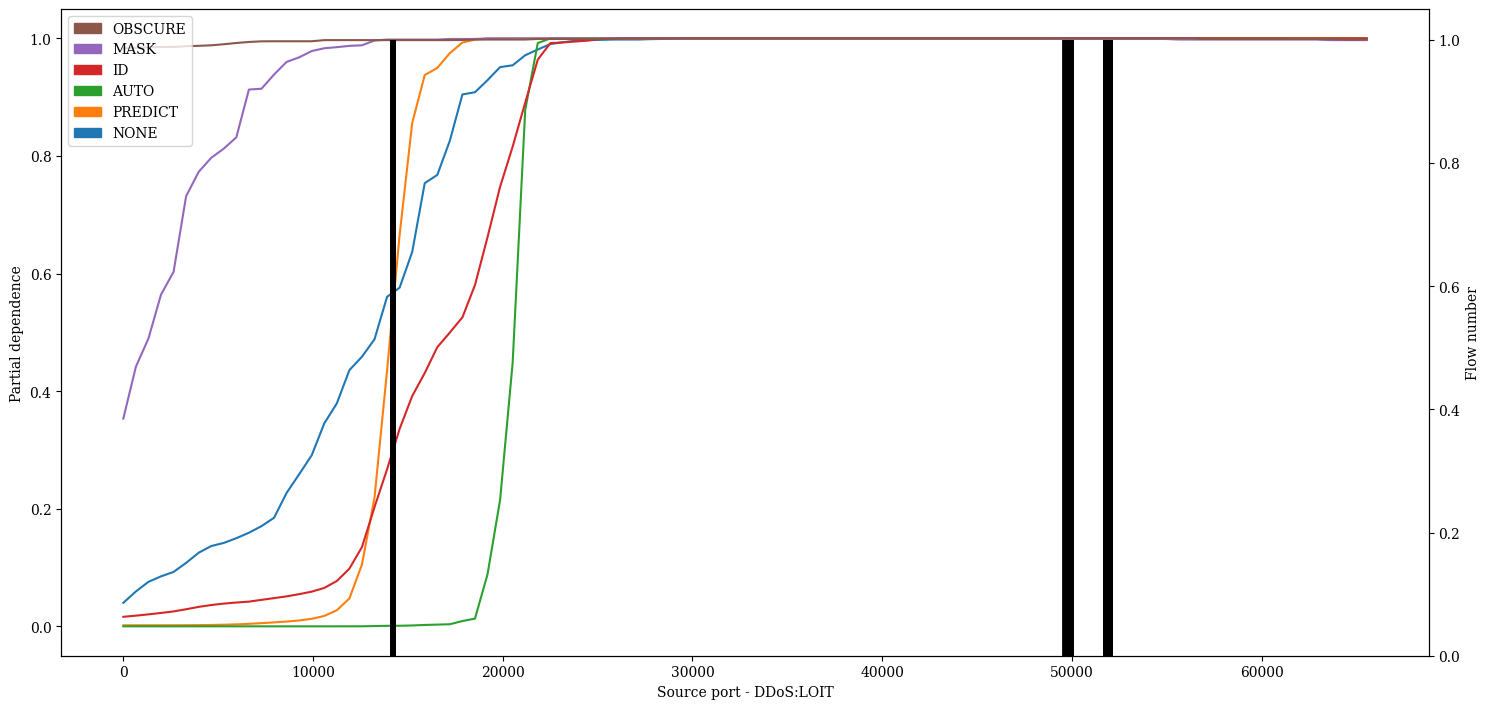 OBSCURE
MASK
ID
AUTO
PREDICT
NONE
1.0
0.8
0.6
0.4
0.2
0.0
Partial dependence
0
10000
20000
30000
40000
50000
60000
Source port - DDoS:LOIT
1.0
0.8
0.6
0.4
0.2
0.0
Flow number